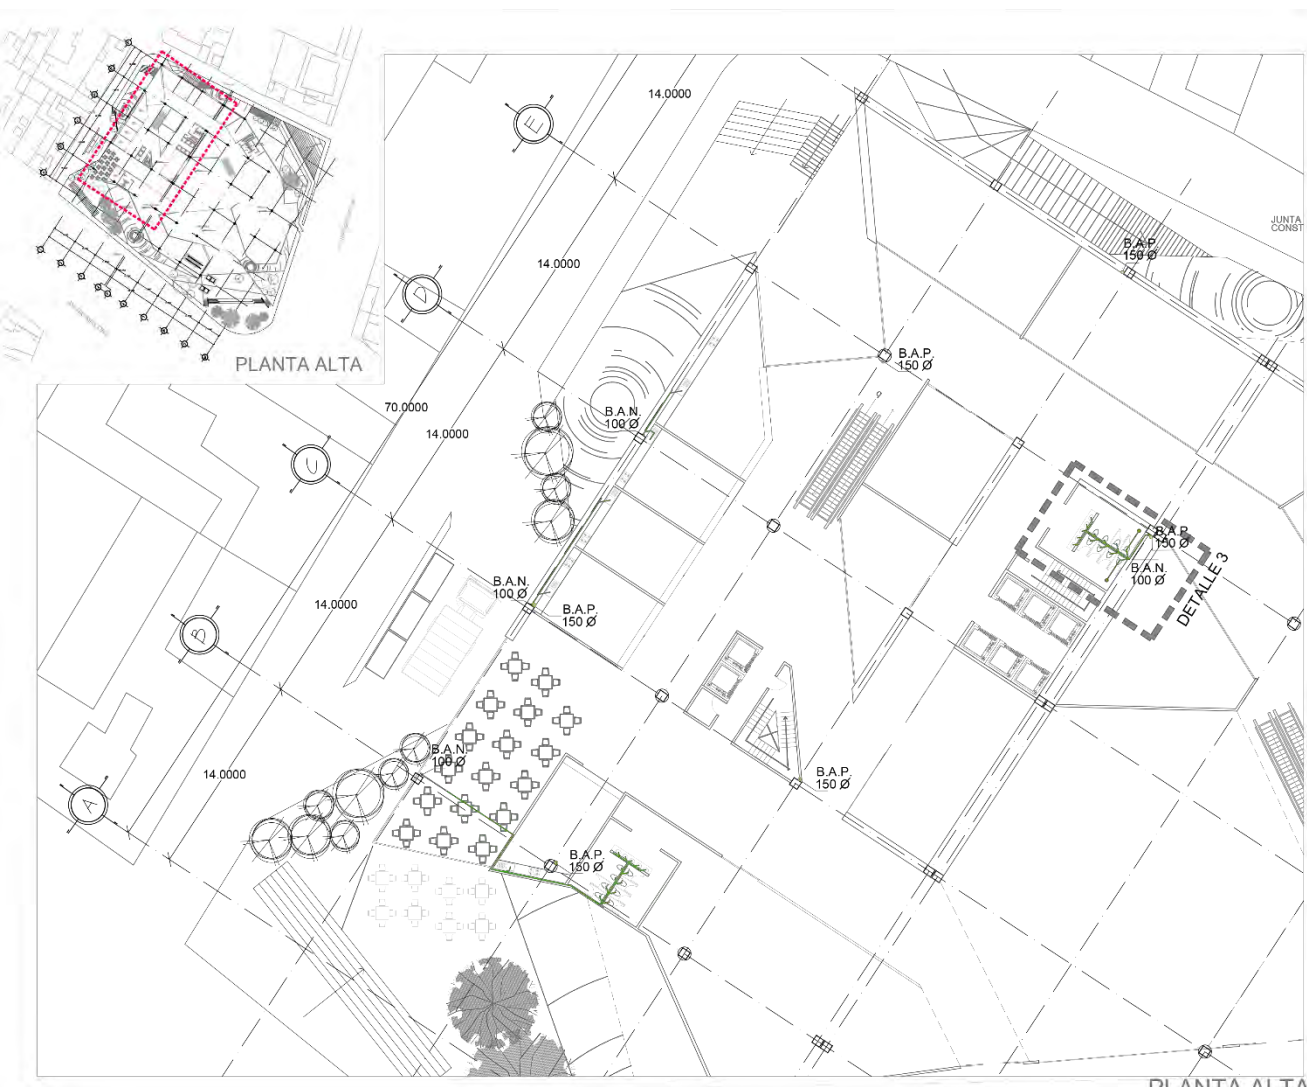 PLANTA ALTA
E
14.0000
D
14.0000
JUNTA
CONST
B.A.P.
150 Ø
B.A.P.
150 Ø
70.0000
14.0000
B.A.N.
100 Ø
C
B.A.P.
150 Ø
B.A.N.
100 Ø
DETALLE 3
B.A.N.
100 Ø
B.A.P.
150 Ø
14.0000
B
B.A.N.
100 Ø
14.0000
B.A.P.
150 Ø
A
B.A.P.
150 Ø
PLANTA ALTA